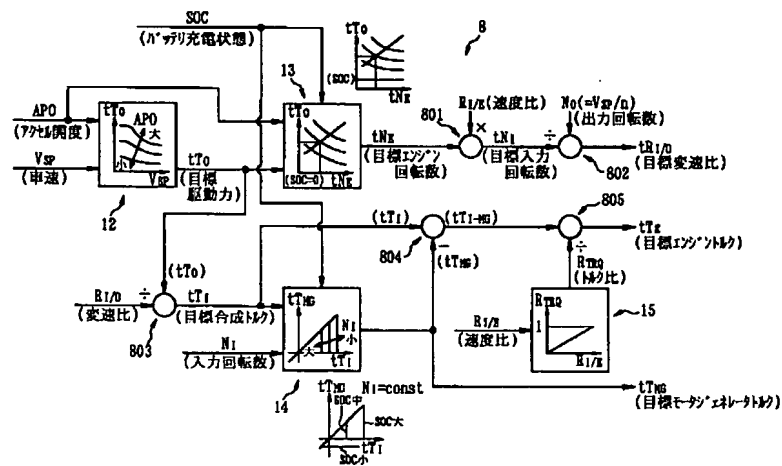 SOC
(バッテリ充電状態)
8
tTo
(SOC)
tNE
13
APO
(アクセル開度)
VSP
(車速)
tTo
APO
大
小
VSP
12
tTo
(目標
駆動力)
tTo
(SOC=0)
tNE
tNE
(目標エンジン
回転数)
RI/E(速度比)
801
×
tNI
(目標入力
回転数)
No(=VSP/n)
(出力回転数)
÷
802
tRI/O
(目標変速比)
(tTo)
RI/O
(変速比)
÷
803
tTI
(目標合成トルク)
NI
(入力回転数)
tTMG
NI
小
大
tTI
14
(tTI)
804
−
(tTMG)
(tTI-MG)
805
÷
tTE
(目標エンジントルク)
RTRQ
(トルク比)
RI/E
(速度比)
RTRQ
1
RI/E
15
tTMG
(目標モータジェネレータトルク)
tTMG
NI=const
SOC中
SOC大
SOC小
tTI